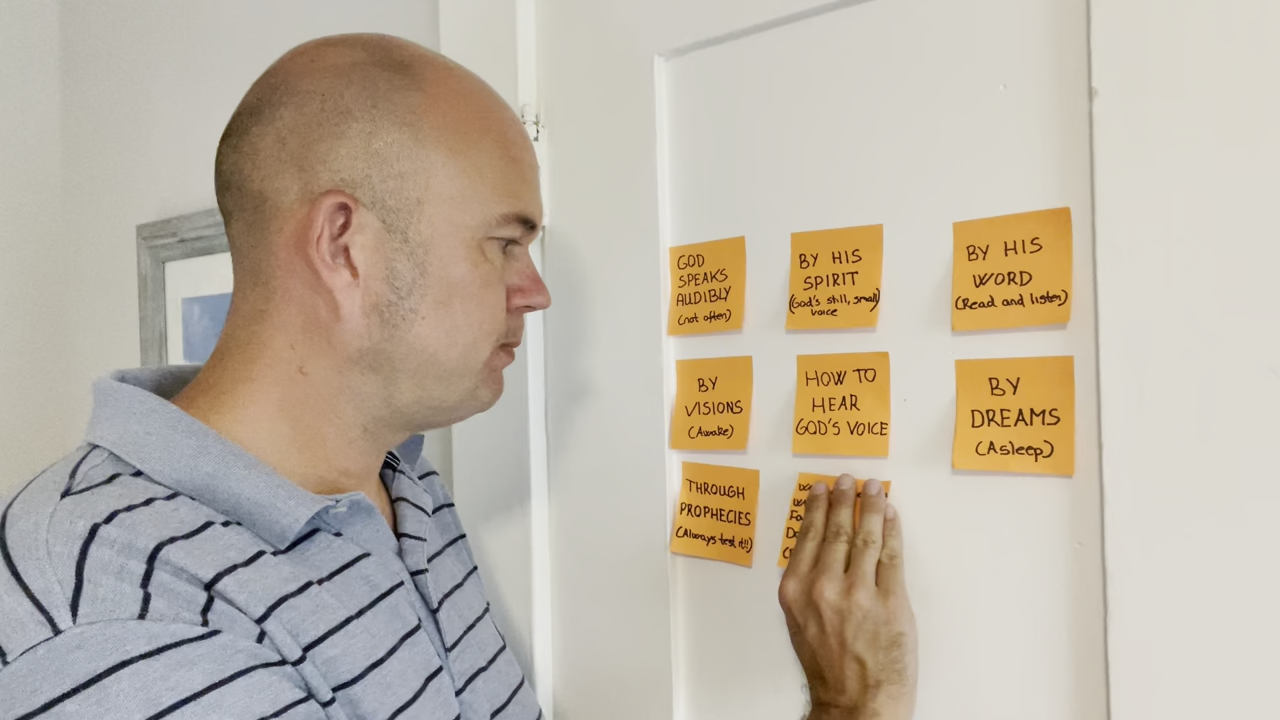 GOD
SPEAKS
AUDIBLY
(not often)
BY HIS
SPIRIT
(God's still, small
voice
BY HIS
WORD
(Read and listen)
BY
VISIONS
(Awake)
HOW TO
HEAR
GOD'S VOICE
BY
DREAMS
(Asleep)
THROUGH
PROPHECIES
(Always test it!!)